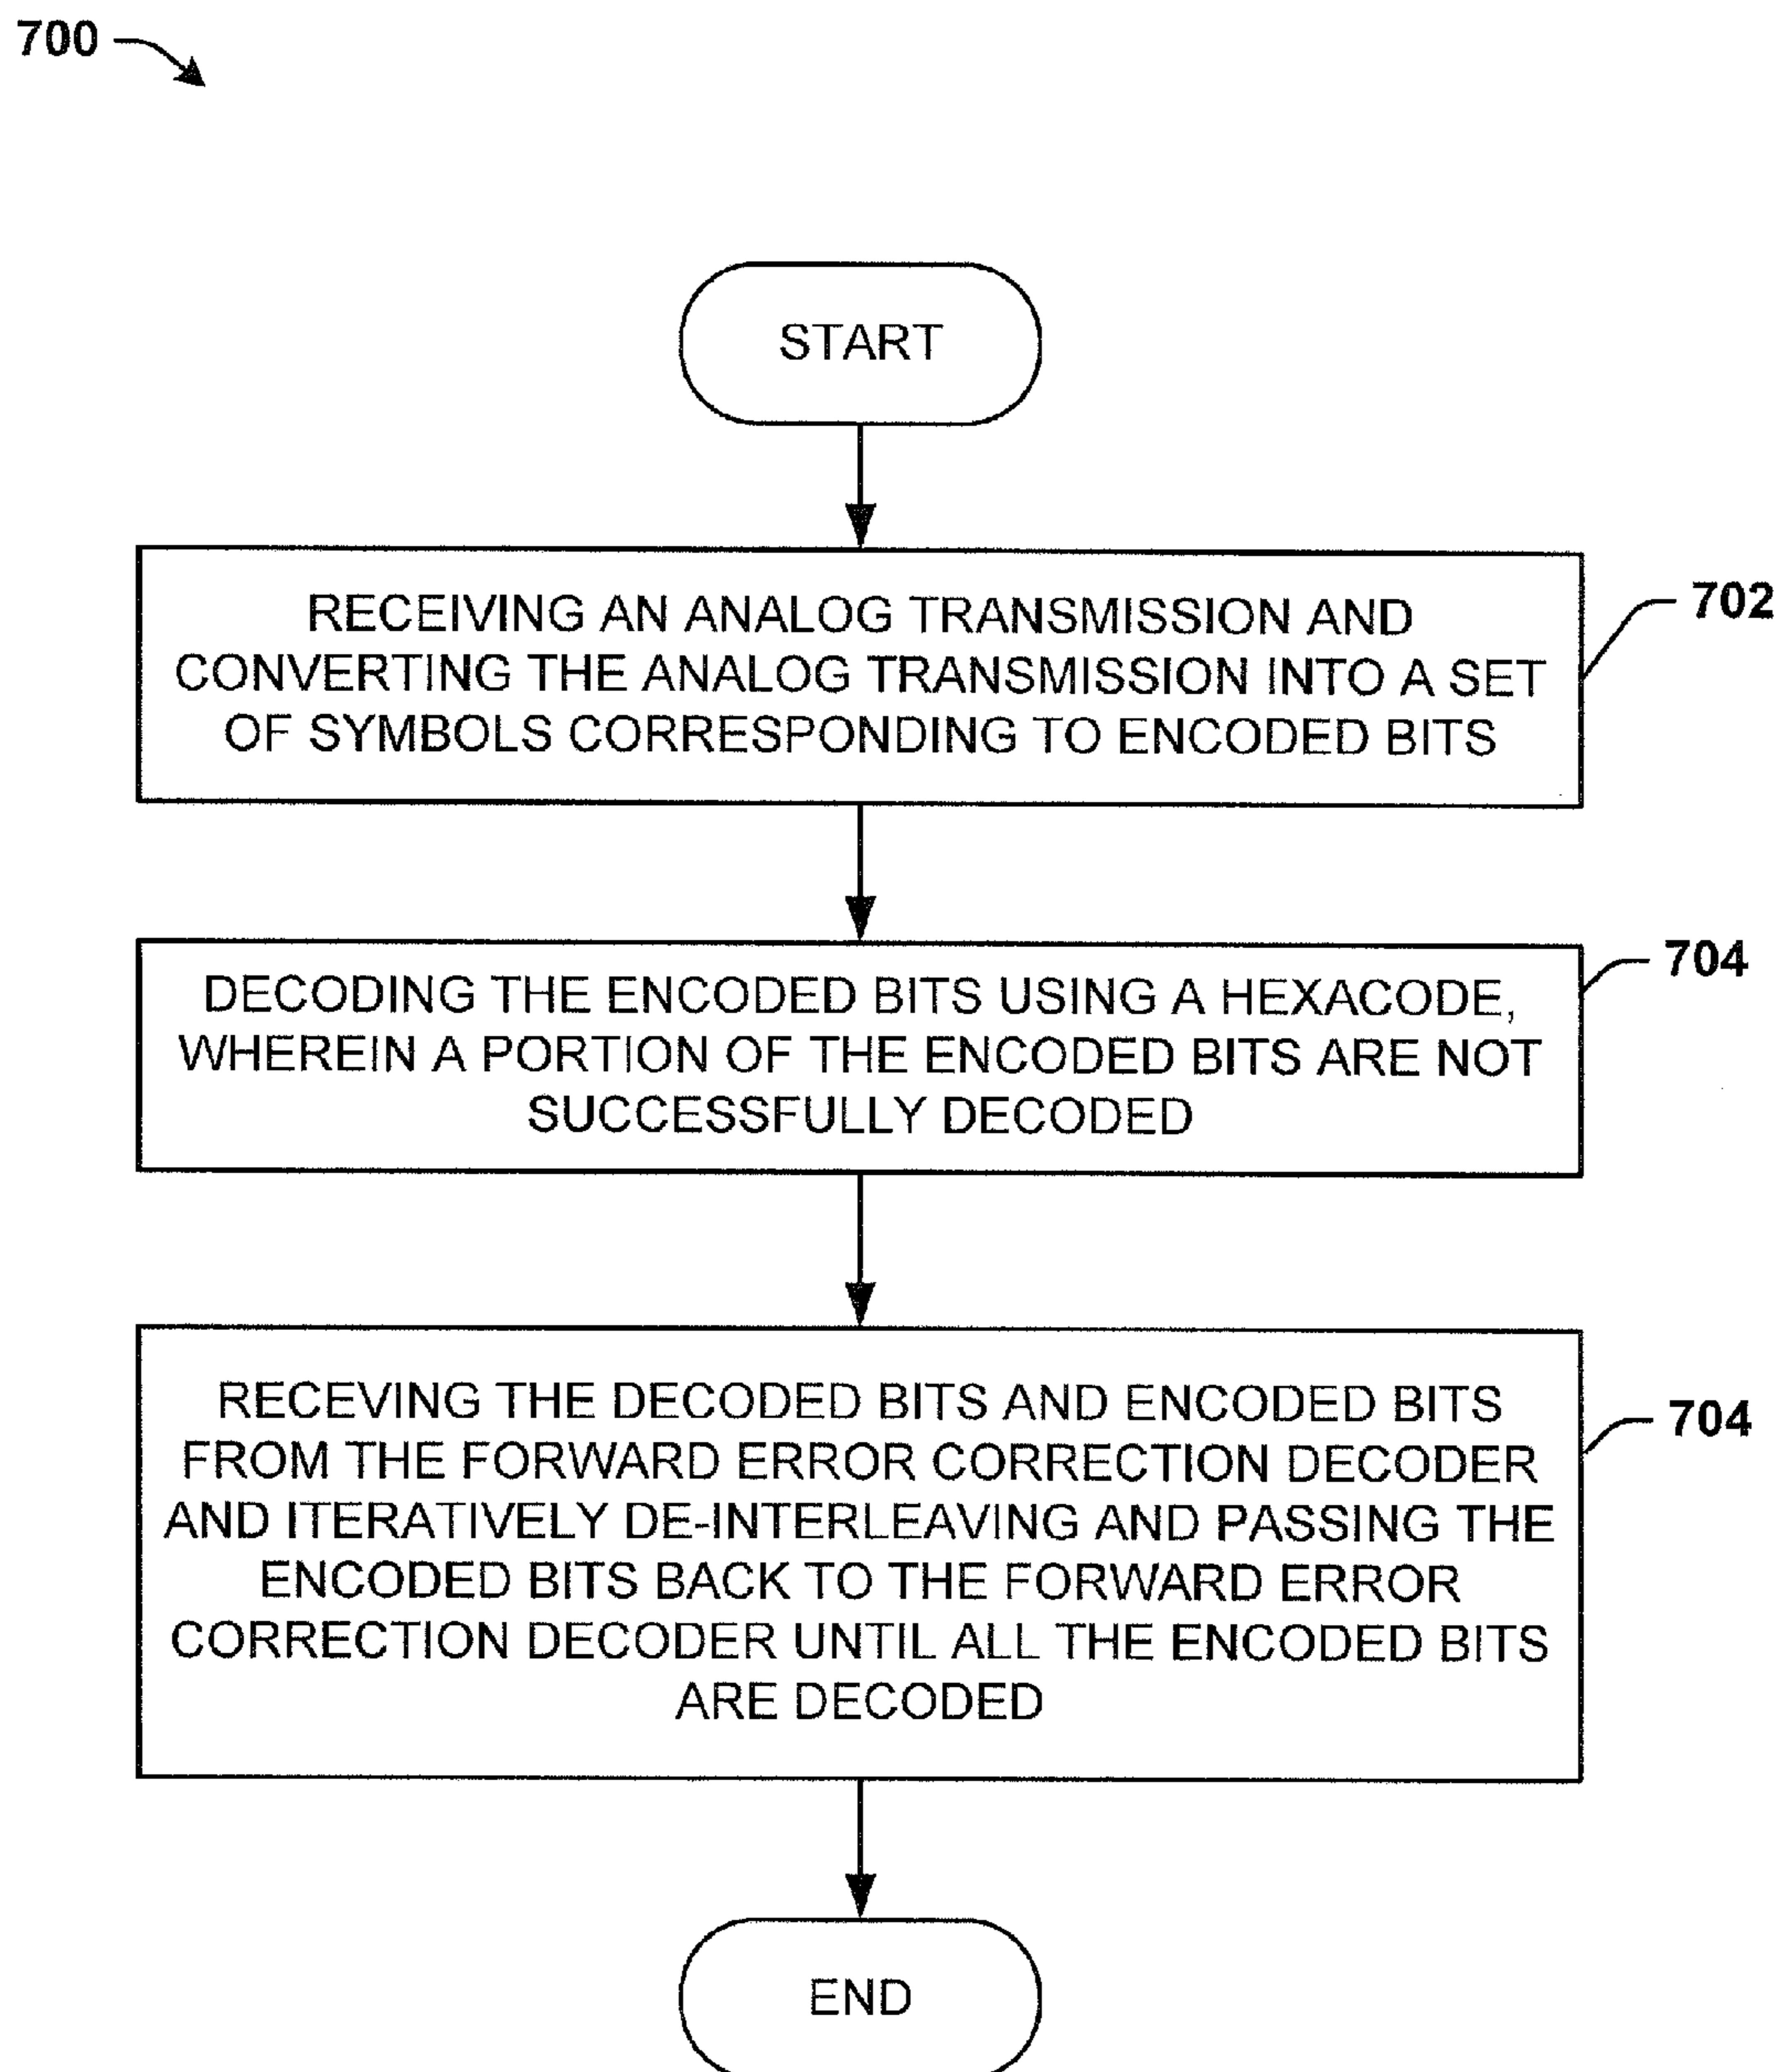 700
START
RECEIVING AN ANALOG TRANSMISSION AND
CONVERTING THE ANALOG TRANSMISSION INTO A SET
OF SYMBOLS CORRESPONDING TO ENCODED BITS
702
DECODING THE ENCODED BITS USING A HEXACODE,
WHEREIN A PORTION OF THE ENCODED BITS ARE NOT
SUCCESSFULLY DECODED
704
RECEVING THE DECODED BITS AND ENCODED BITS
FROM THE FORWARD ERROR CORRECTION DECODER
AND ITERATIVELY DE-INTERLEAVING AND PASSING THE
ENCODED BITS BACK TO THE FORWARD ERROR
CORRECTION DECODER UNTIL ALL THE ENCODED BITS
ARE DECODED
704
END